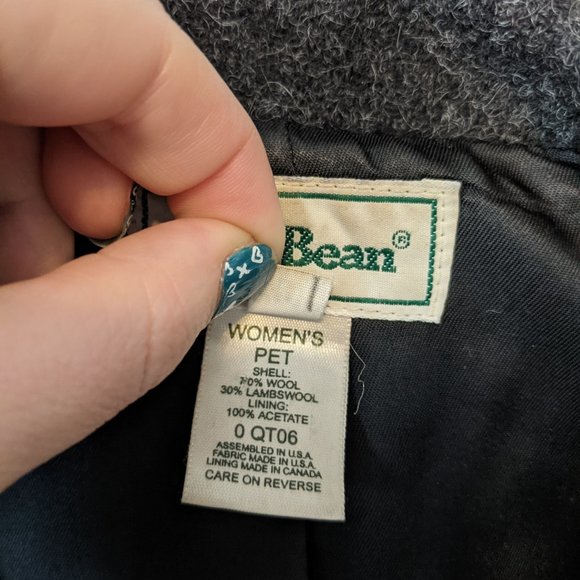 Bean®
WOMEN'S
PET
SHELL:
70% WOOL
30% LAMBSWOOL
LINING:
100% ACETATE
0 QT06
ASSEMBLED IN U.S.A
FABRIC MADE IN U.S.A.
LINING MADE IN CANADA
CARE ON REVERSE